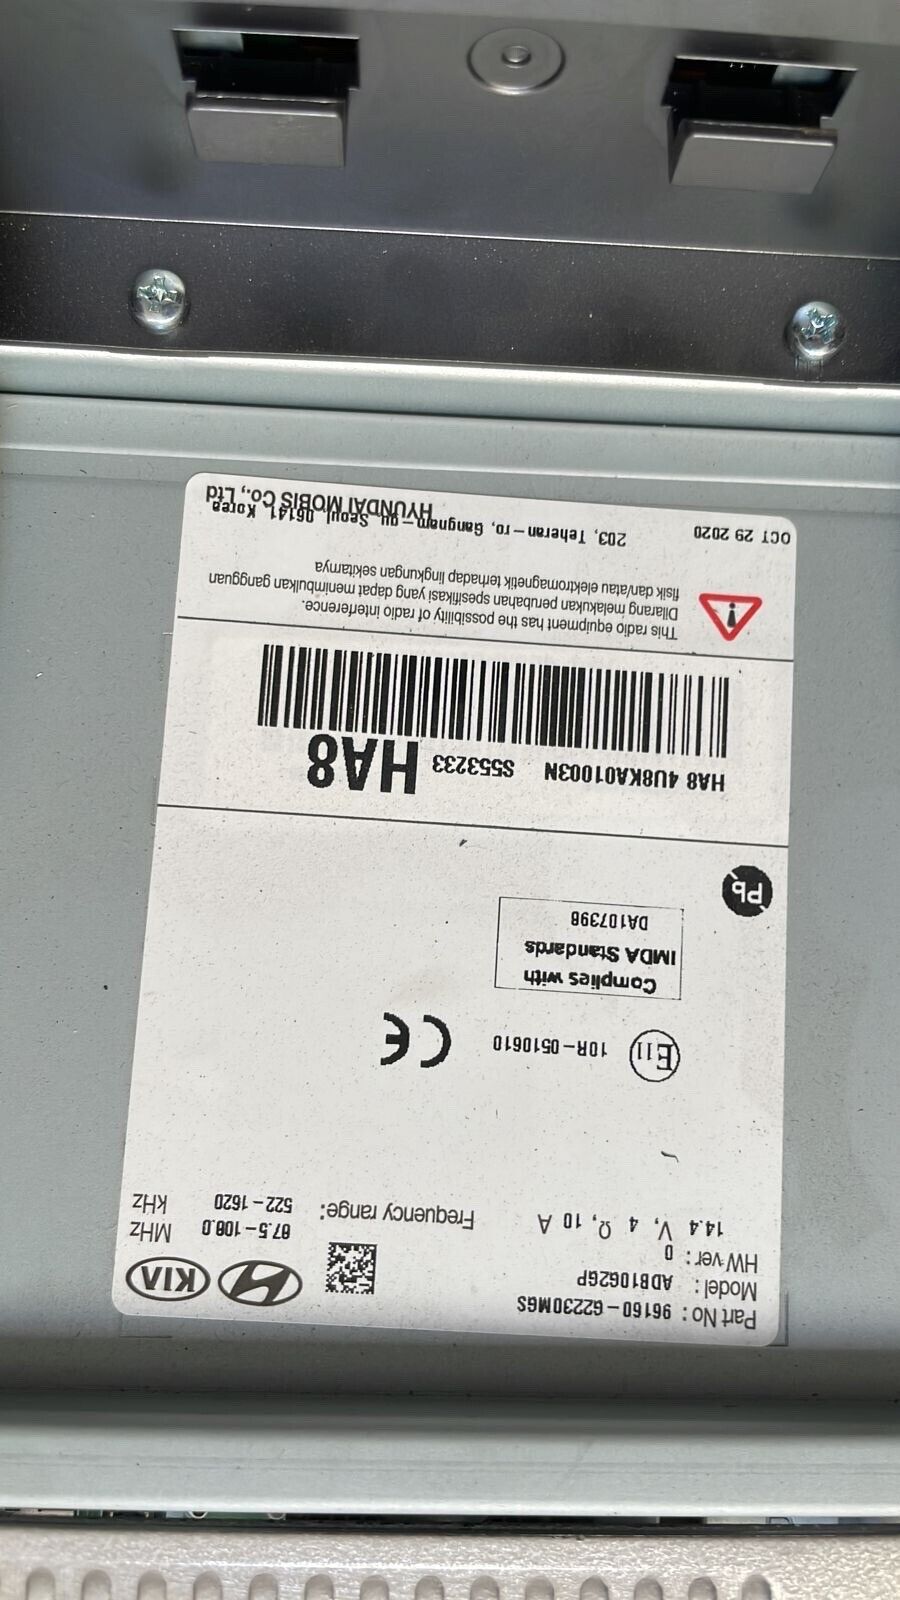 Part No : 96160-G2230MGS
Model : ADB10G2GP
HW ver : 0
14.4 V, 4 Ω, 10 A
Frequency range: 87.5-108.0 MHz
522-1620 kHz
HYUNDAI
KIA
E11 10R-0510610
CE
Complies with
IMDA Standards
DA107398
Pb
HA8 4U8KA01003N S553233 HA8
This radio equipment has the possibility of radio interference.
Dilarang melakukan perubahan spesifikasi yang dapat menimbulkan gangguan
fisik dan/atau elektromagnetik terhadap lingkungan sekitarnya
OCT 29 2020
203, Teheran-ro, Gangnam-gu, Seoul 06141, Korea
HYUNDAI MOBIS Co., Ltd